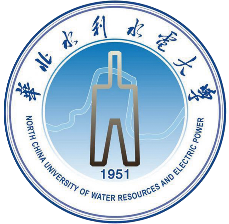 华北水利水电大学
1951
NORTH CHINA UNIVERSITY OF WATER RESOURCES AND ELECTRIC POWER